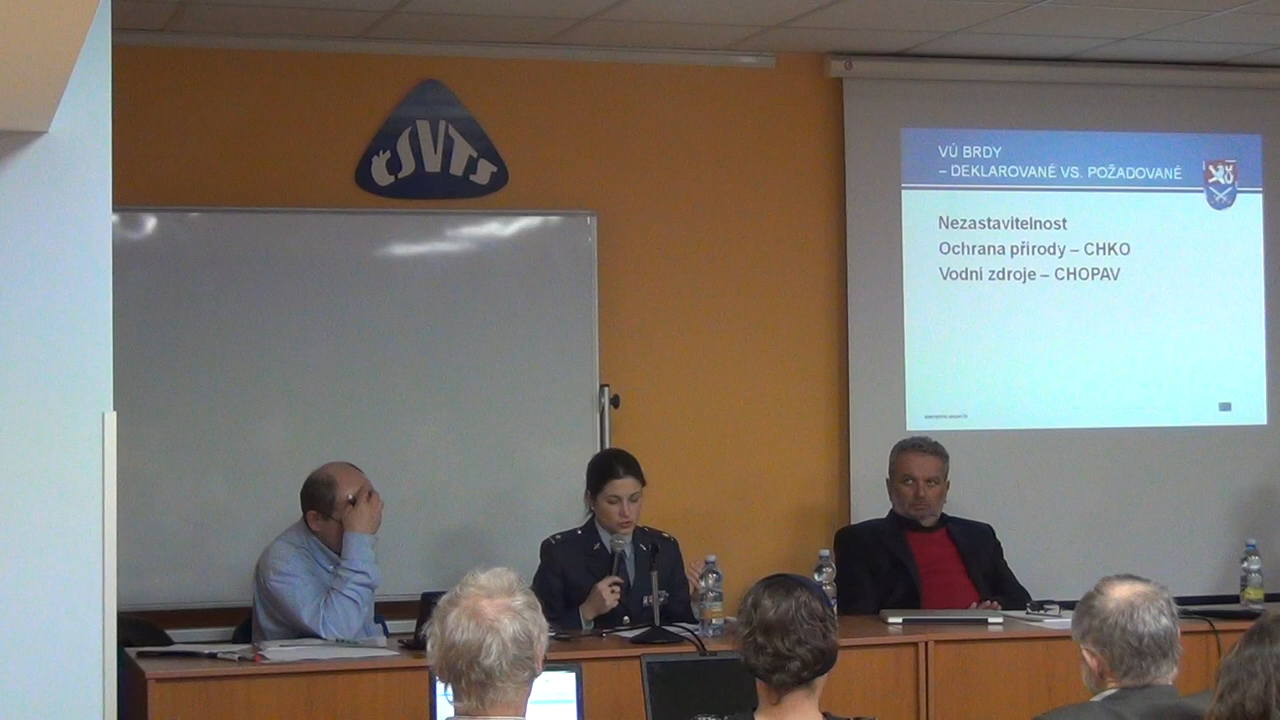 ČSVTS
VÚ BRDY
– DEKLAROVANÉ VS. POŽADOVANÉ
Nezastavitelnost
Ochrana přírody – CHKO
Vodní zdroje – CHOPAV